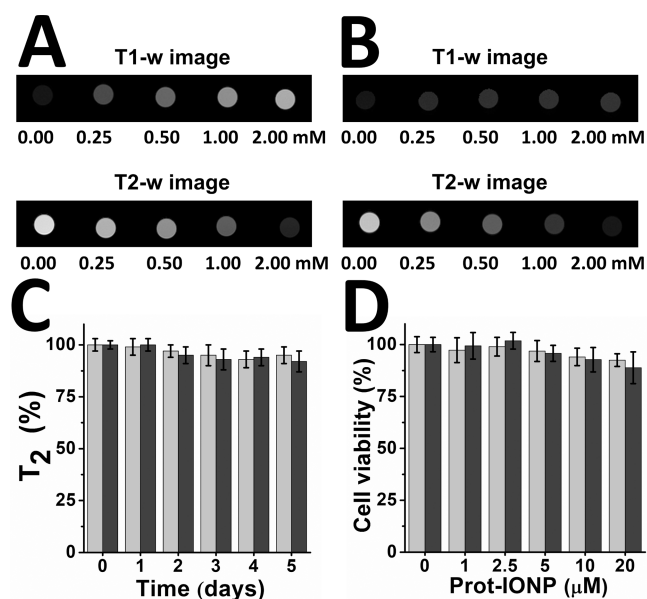 A
T1-w image
0.00 0.25 0.50 1.00 2.00 mM
T2-w image
0.00 0.25 0.50 1.00 2.00 mM
B
T1-w image
0.00 0.25 0.50 1.00 2.00 mM
T2-w image
0.00 0.25 0.50 1.00 2.00 mM
C
T2 (%)
100
75
50
25
0
0 1 2 3 4 5
Time (days)
D
Cell viability (%)
100
75
50
25
0
0 1 2.5 5 10 20
Prot-IONP (μM)